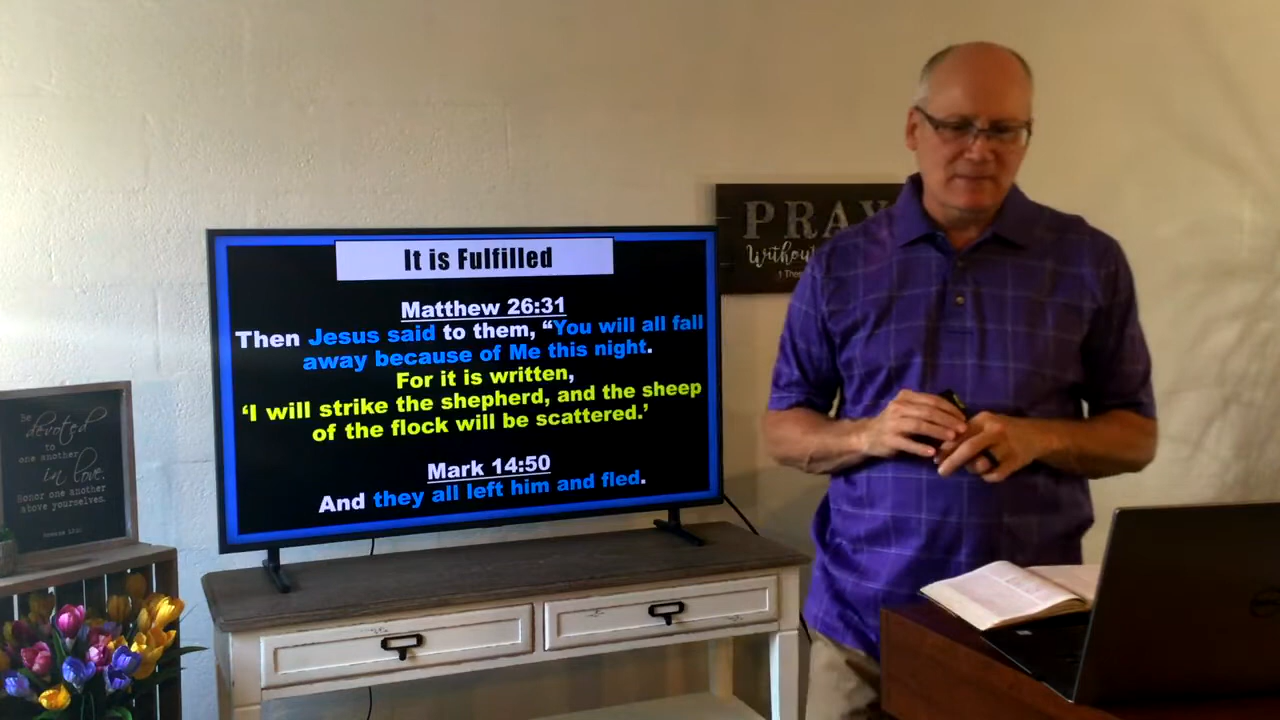 It is Fulfilled
Matthew 26:31
Then Jesus said to them, “You will all fall
away because of Me this night.
For it is written,
‘I will strike the shepherd, and the sheep
of the flock will be scattered.’
Mark 14:50
And they all left him and fled.
PRAY
Without
1 Thes
Be
devoted
to
one another
in love.
Honor one another
above yourselves.